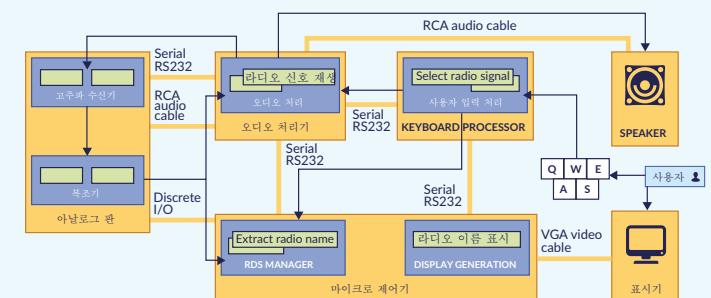 RCA audio cable
Serial
RS232
고주파 수신기
RCA
audio
cable
복조기
Discrete
I/O
아날로그 판
라디오 신호 재생
오디오 처리
오디오 처리기
Serial
RS232
Select radio signal
사용자 입력 처리
KEYBOARD PROCESSOR
Serial
RS232
Serial
RS232
SPEAKER
Q W E
A S
사용자
Extract radio name
RDS MANAGER
라디오 이름 표시
DISPLAY GENERATION
마이크로 제어기
VGA video
cable
표시기